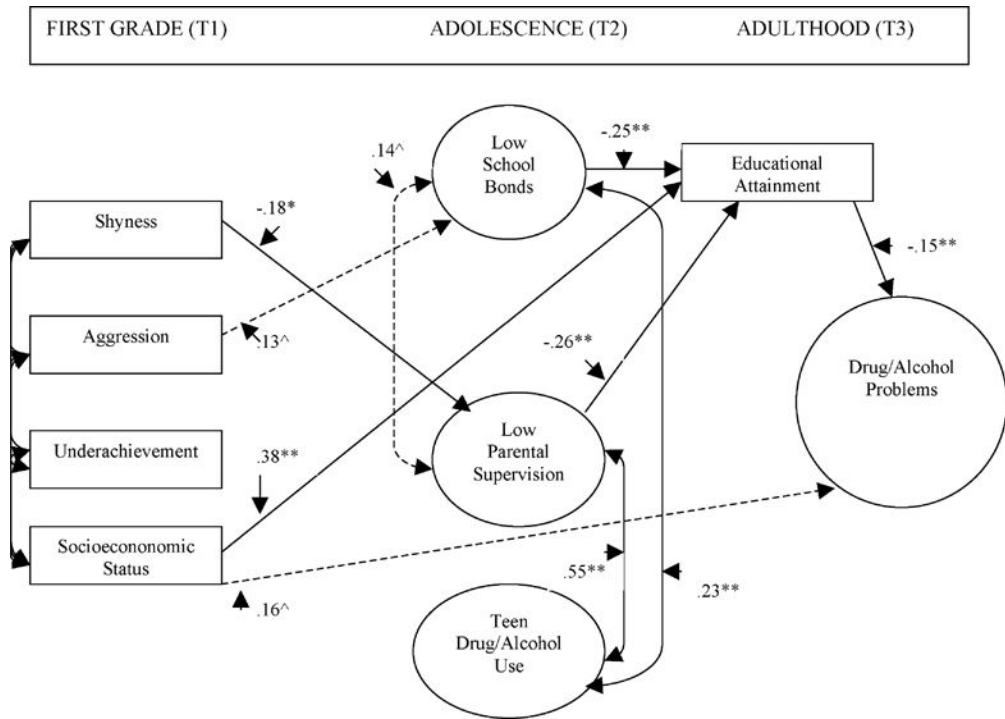 FIRST GRADE (T1) ADOLESCENCE (T2) ADULTHOOD (T3)
Low
School
Bonds
-.25**
Educational
Attainment
.14^
Shyness
-.18*
-.15**
Aggression
.13^
-.26**
Drug/Alcohol
Problems
Low
Parental
Supervision
Underachievement
.38**
Socioecononomic
Status
.16^
.55**
.23**
Teen
Drug/Alcohol
Use